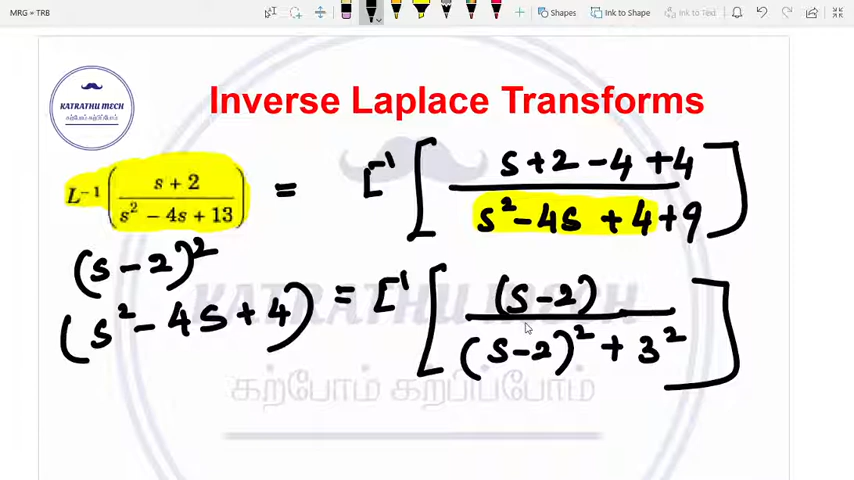 MRG = TRB
Shapes
Ink to Shape
Ink to Text
KATRATHU MECH
கற்போம் கற்பிப்போம்
Inverse Laplace Transforms
L⁻¹ ( (s + 2) / (s² − 4s + 13) ) = L⁻¹ [ (s+2−4+4) / (s²−4s+4+9) ]
(s−2)²
(s²−4s+4) = L⁻¹ [ (s−2) / ((s−2)² + 3²) ]
KATRATHU MECH
கற்போம் கற்பிப்போம்